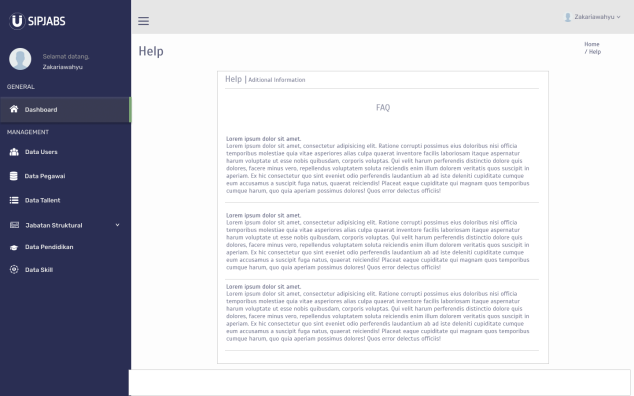 SIPJABS
Zakariawahyu
Selamat datang,
Zakariawahyu
GENERAL
Dashboard
MANAGEMENT
Data Users
Data Pegawai
Data Tallent
Jabatan Struktural
Data Pendidikan
Data Skill
Help
Home
/ Help
Help | Aditional Information
FAQ
Lorem ipsum dolor sit amet.
Lorem ipsum dolor sit amet, consectetur adipisicing elit. Ratione corrupti possimus eius doloribus nisi officia
temporibus molestiae quia vitae asperiores alias culpa quaerat inventore facilis laboriosam itaque aspernatur
harum voluptate ut esse nobis quibusdam, corporis voluptas. Qui velit harum perferendis distinctio dolore quis
dolores, facere minus vero, repellendus voluptatem soluta reiciendis enim illum dolorem veritatis quos suscipit in
aperiam. Ex hic consectetur quo sint eveniet odio perferendis laudantium ab ad iste deleniti cupiditate cumque
eum accusamus a suscipit fuga natus, quaerat reiciendis! Placeat eaque cupiditate qui magnam quos temporibus
cumque harum, quo quia aperiam possimus dolores! Quos error delectus officiis!
Lorem ipsum dolor sit amet.
Lorem ipsum dolor sit amet, consectetur adipisicing elit. Ratione corrupti possimus eius doloribus nisi officia
temporibus molestiae quia vitae asperiores alias culpa quaerat inventore facilis laboriosam itaque aspernatur
harum voluptate ut esse nobis quibusdam, corporis voluptas. Qui velit harum perferendis distinctio dolore quis
dolores, facere minus vero, repellendus voluptatum soluta reiciendis enim illum dolorem veritatis quos suscipit in
aperiam. Ex hic consectetur quo sint eveniet odio perferendis laudantium ab ad iste deleniti cupiditate cumque
eum accusamus a suscipit fuga natus, quaerat reiciendis! Placeat eaque cupiditate qui magnam quos temporibus
cumque harum, quo quia aperiam possimus dolores! Quos error delectus officiis!
Lorem ipsum dolor sit amet.
Lorem ipsum dolor sit amet, consectetur adipisicing elit. Ratione corrupti possimus eius doloribus nisi officia
temporibus molestiae quia vitae asperiores alias culpa quaerat inventore facilis laboriosam itaque aspernatur
harum voluptate ut esse nobis quibusdam, corporis voluptas. Qui velit harum perferendis distinctio dolore quis
dolores, facere minus vero, repellendus voluptatum soluta reiciendis enim illum dolorem veritatis quos suscipit in
aperiam. Ex hic consectetur quo sint eveniet odio perferendis laudantium ab ad iste deleniti cupiditate cumque
eum accusamus a suscipit fuga natus, quaerat reiciendis! Placeat eaque cupiditate qui magnam quos temporibus
cumque harum, quo quia aperiam possimus dolores! Quos error delectus officiis!